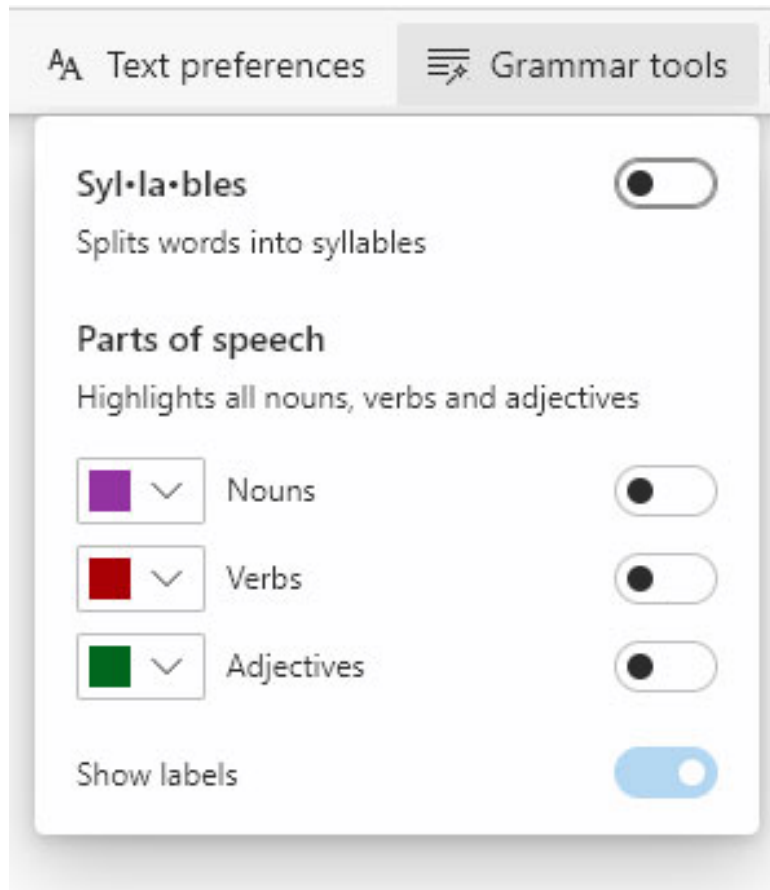 AA Text preferences Grammar tools
Syl•la•bles
Splits words into syllables
Parts of speech
Highlights all nouns, verbs and adjectives
Nouns
Verbs
Adjectives
Show labels